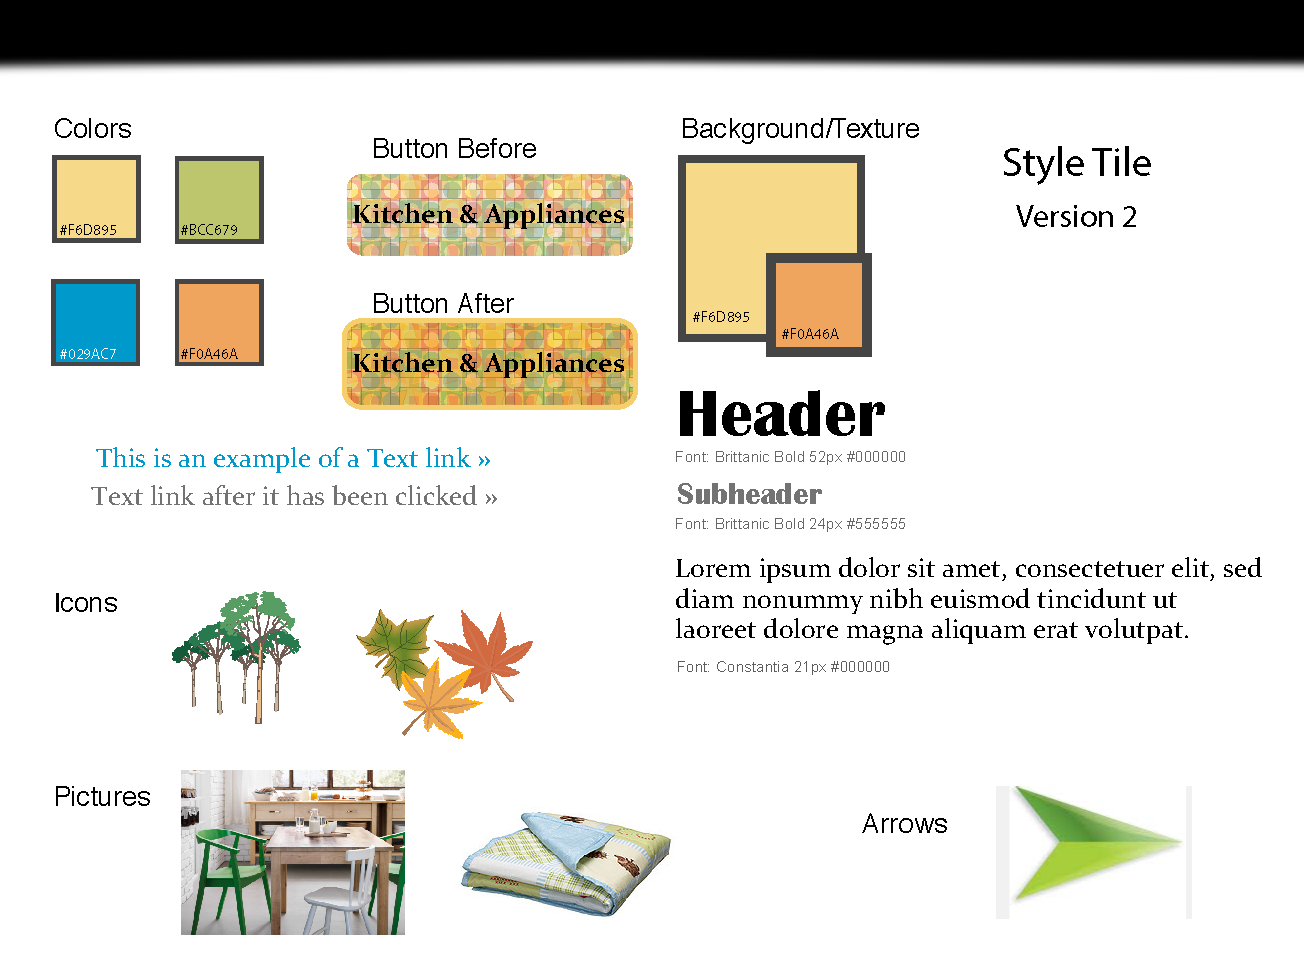 Colors
#F6D895
#BCC679
#029AC7
#F0A46A
Button Before
Kitchen & Appliances
Button After
Kitchen & Appliances
Background/Texture
#F6D895
#F0A46A
Style Tile
Version 2
This is an example of a Text link »
Text link after it has been clicked »
Header
Font: Brittanic Bold 52px #000000
Subheader
Font: Brittanic Bold 24px #555555
Lorem ipsum dolor sit amet, consectetuer elit, sed
diam nonummy nibh euismod tincidunt ut
laoreet dolore magna aliquam erat volutpat.
Font: Constantia 21px #000000
Icons
Pictures
Arrows